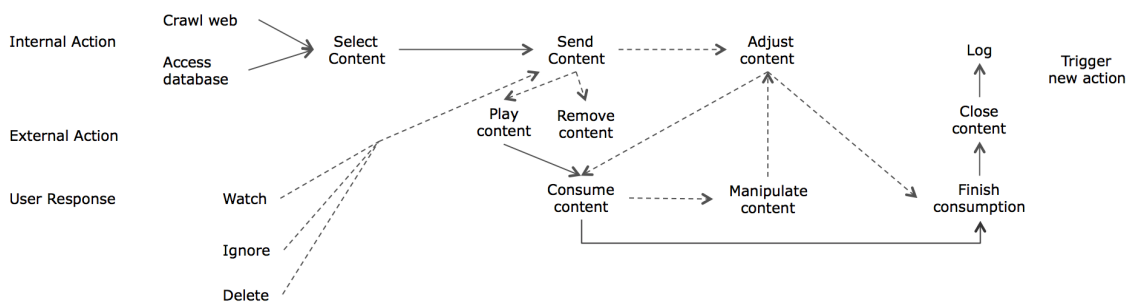 Crawl web
Internal Action
Access
database
Select
Content
Send
Content
Adjust
content
Log
Trigger
new action
Play
content
Remove
content
Close
content
External Action
User Response
Watch
Consume
content
Manipulate
content
Finish
consumption
Ignore
Delete